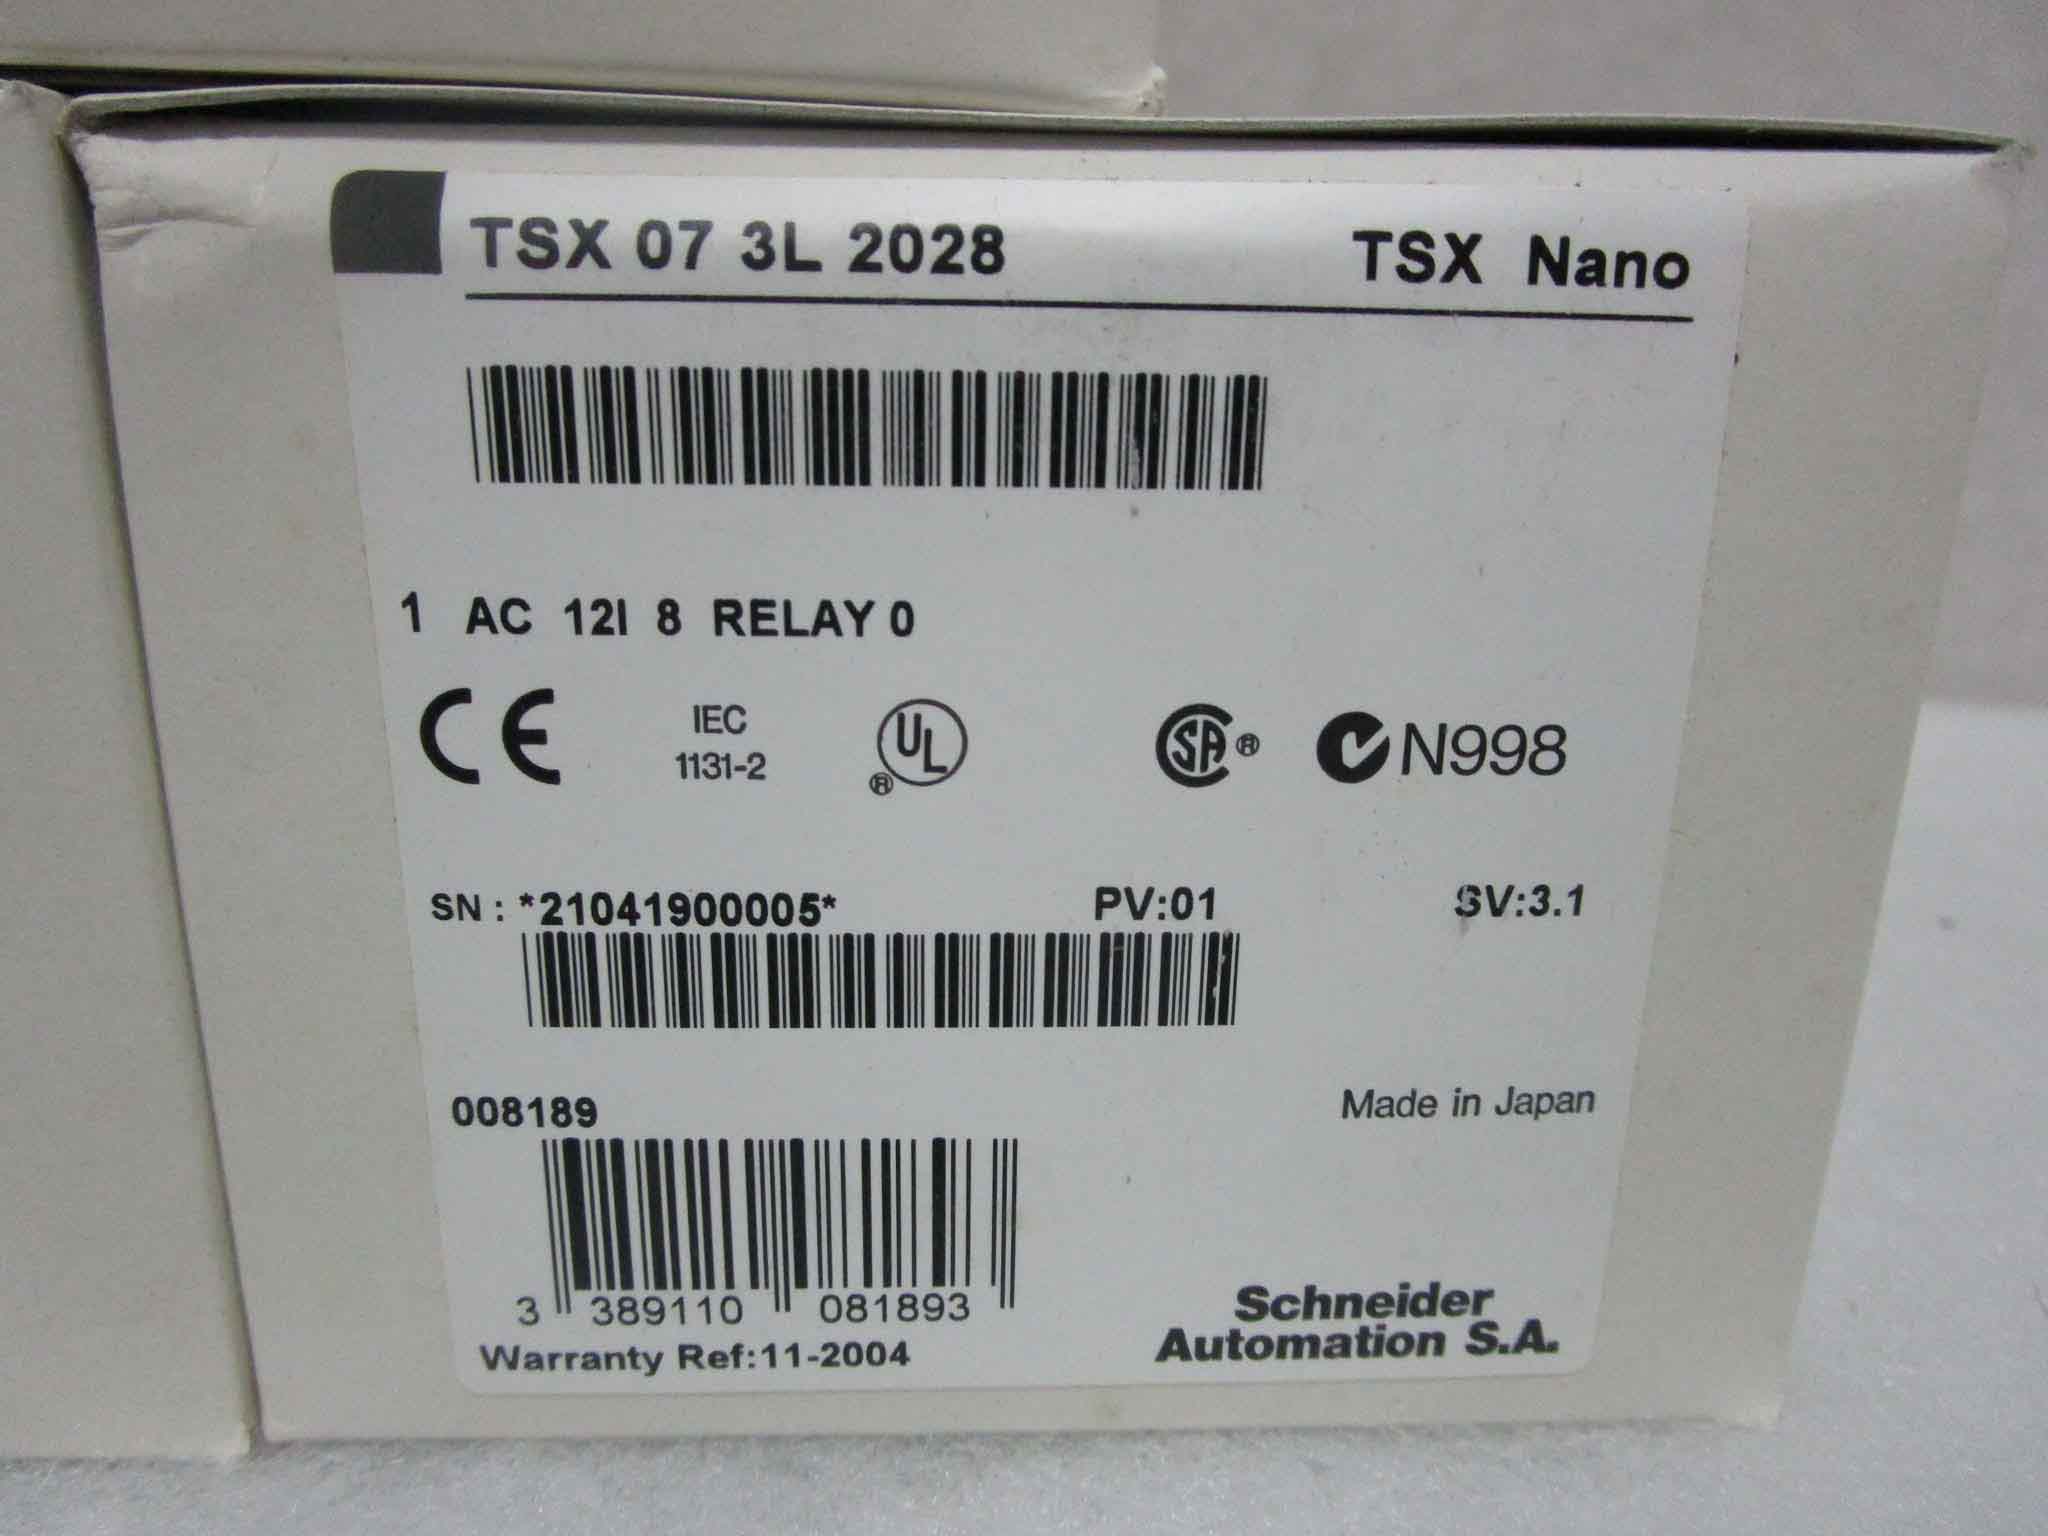 TSX 07 3L 2028 TSX Nano
1 AC 12I 8 RELAY 0
CE IEC 1131-2 UL ® SA ® N998
SN : *21041900005* PV:01 SV:3.1
008189 Made in Japan
3 389110 081893
Warranty Ref:11-2004
Schneider
Automation S.A.